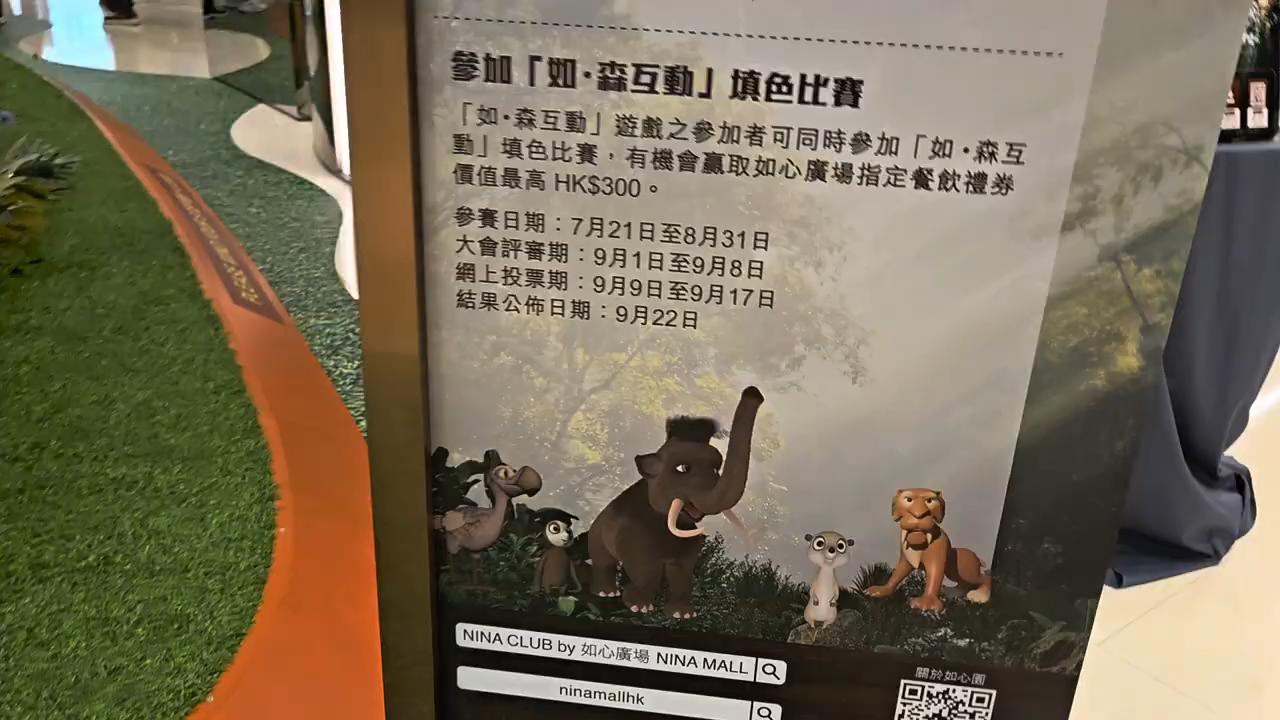 參加「如•森互動」填色比賽
「如•森互動」遊戲之參加者可同時參加「如•森互
動」填色比賽，有機會贏取如心廣場指定餐飲禮券
價值最高 HK$300。
參賽日期：7月21日至8月31日
大會評審期：9月1日至9月8日
網上投票期：9月9日至9月17日
結果公佈日期：9月22日
NINA CLUB by 如心廣場 NINA MALL
ninamallhk
關於如心園